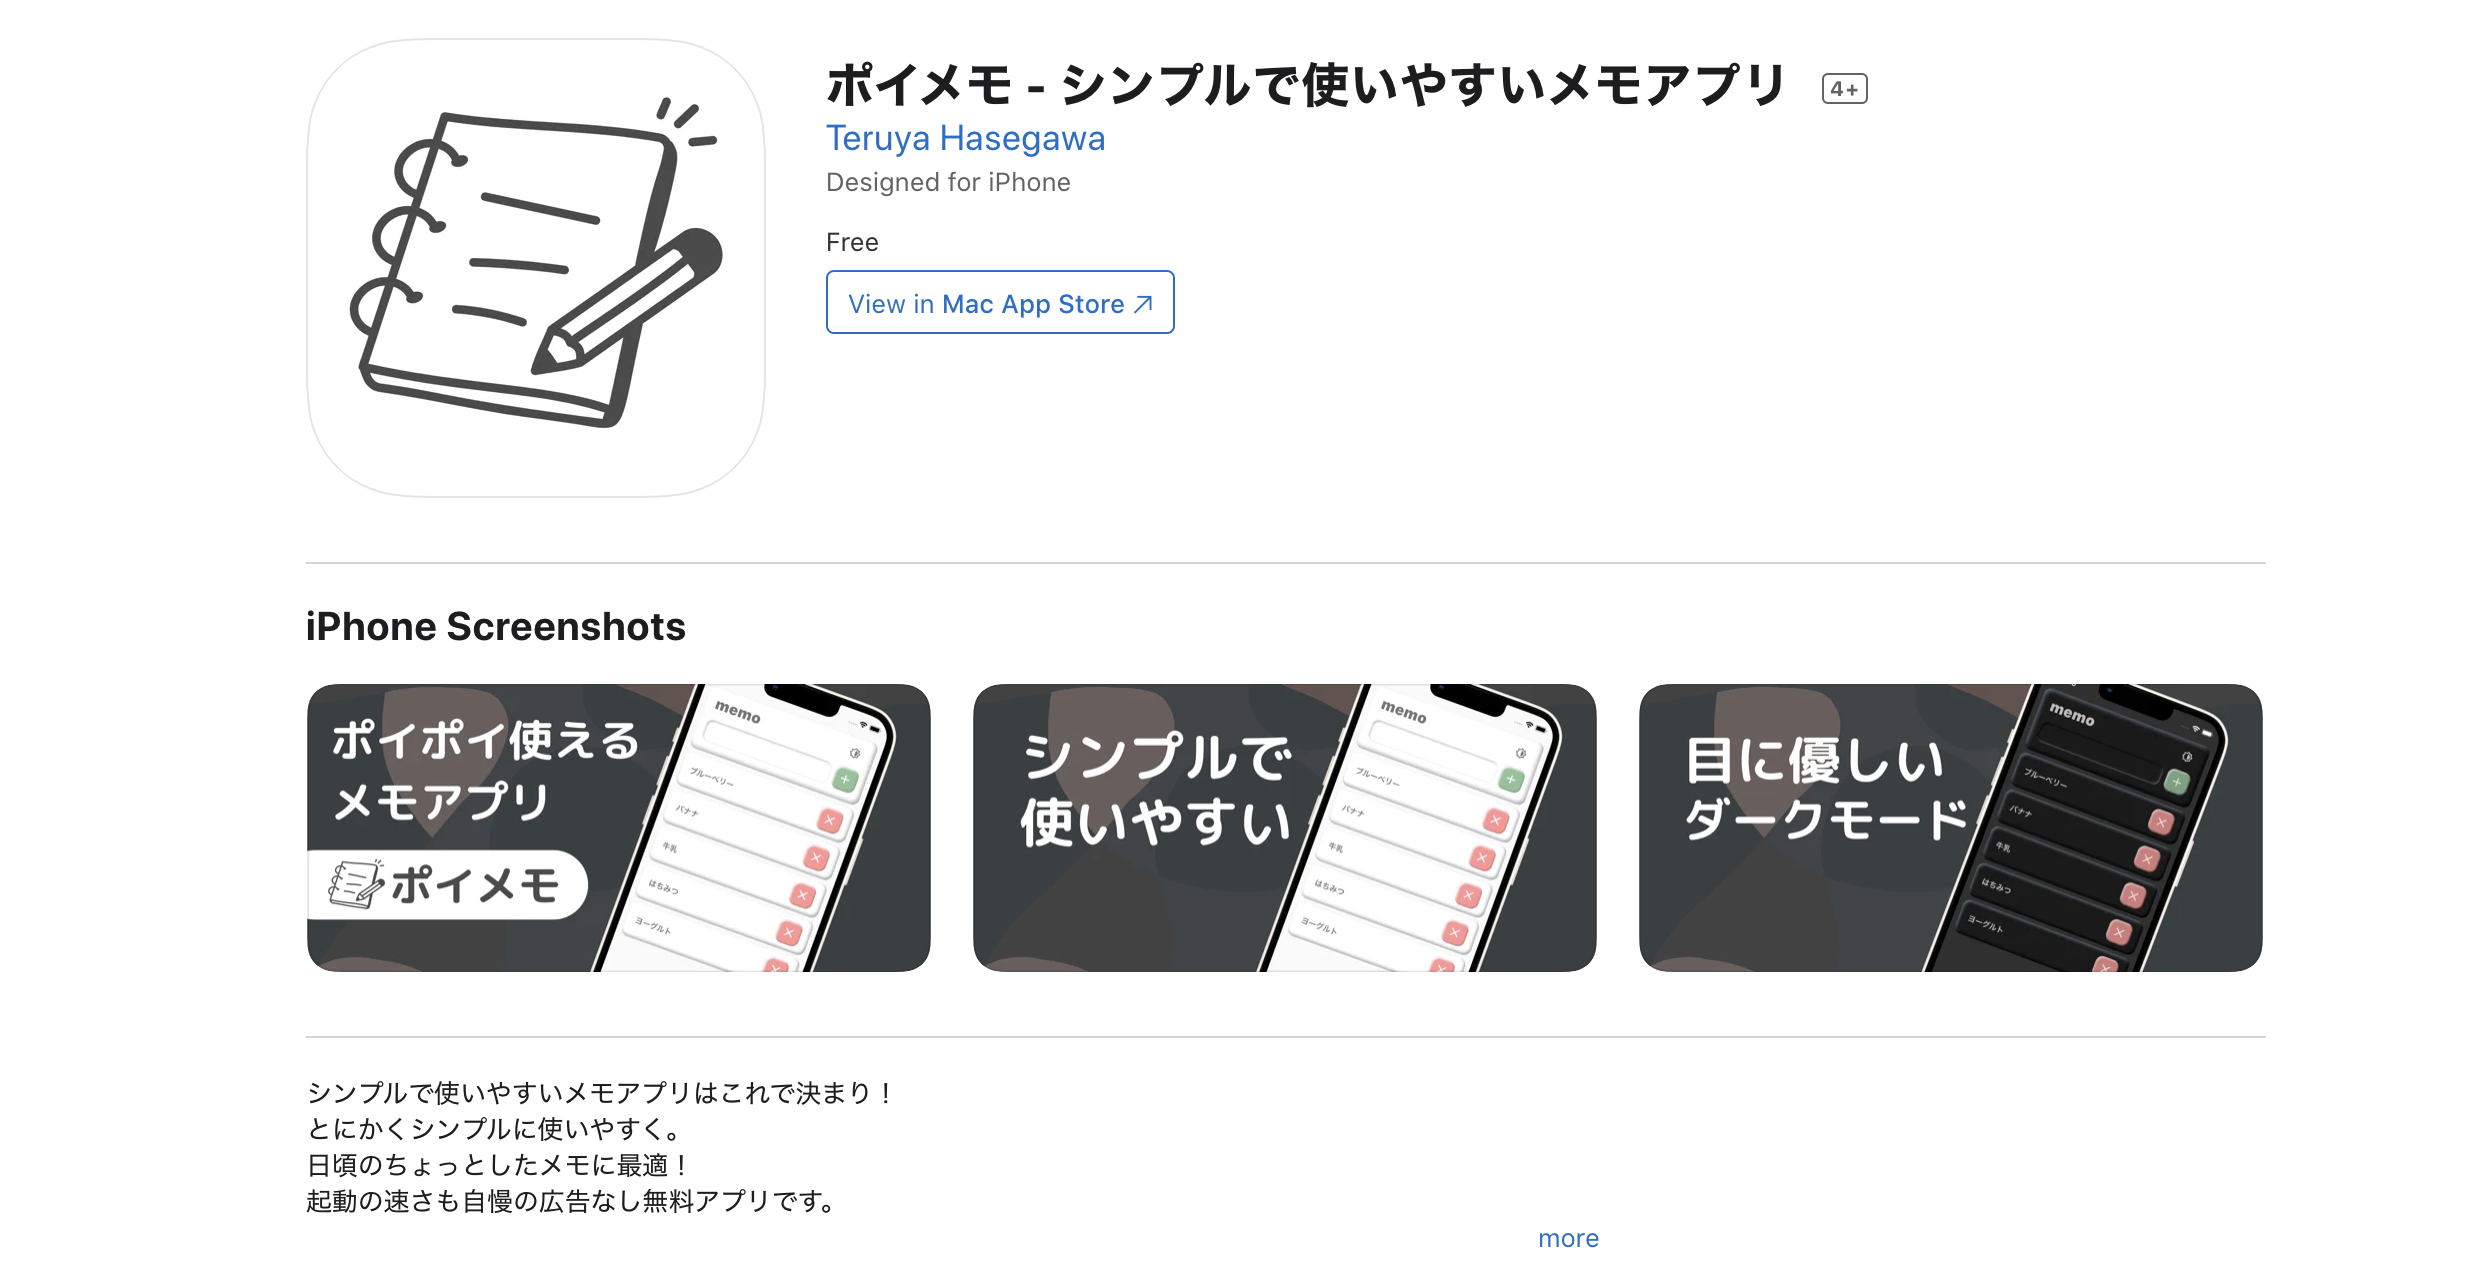 ポイメモ - シンプルで使いやすいメモアプリ 4+
Teruya Hasegawa
Designed for iPhone
Free
View in Mac App Store ↗
iPhone Screenshots
ポイポイ使える
メモアプリ
ポイメモ
memo
ブルーベリー
バナナ
牛乳
はちみつ
ヨーグルト
シンプルで
使いやすい
memo
ブルーベリー
バナナ
牛乳
はちみつ
ヨーグルト
目に優しい
ダークモード
memo
ブルーベリー
バナナ
牛乳
はちみつ
ヨーグルト
シンプルで使いやすいメモアプリはこれで決まり！
とにかくシンプルに使いやすく。
日頃のちょっとしたメモに最適！
起動の速さも自慢の広告なし無料アプリです。
more